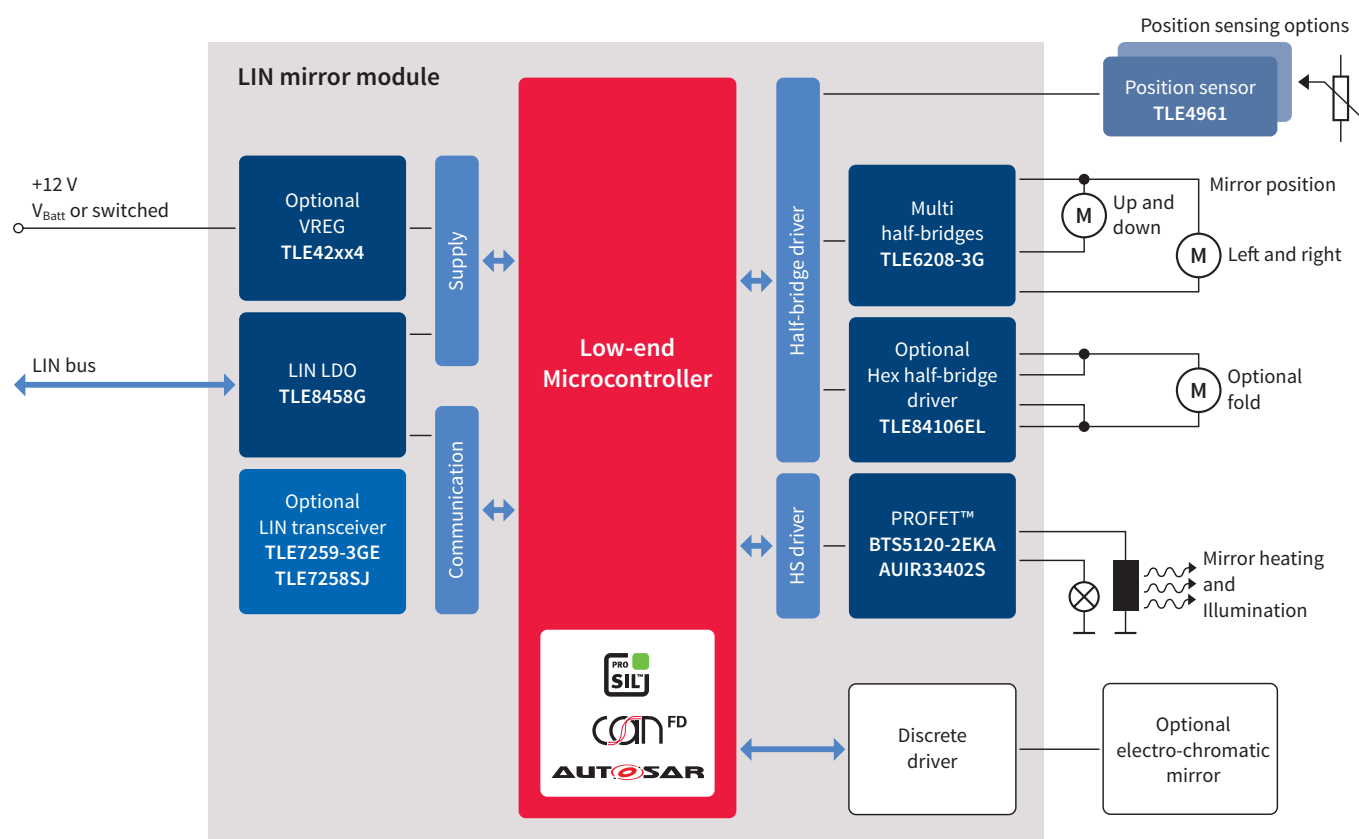 Position sensing options
LIN mirror module
Position sensor
TLE4961
+12 V
V_Batt or switched
Optional
VREG
TLE42xx4
Supply
Half-bridge driver
Multi
half-bridges
TLE6208-3G
Mirror position
M
Up and
down
M
Left and right
LIN bus
LIN LDO
TLE8458G
Low-end
Microcontroller
Optional
Hex half-bridge
driver
TLE84106EL
M
Optional
fold
Optional
LIN transceiver
TLE7259-3GE
TLE7258SJ
Communication
HS driver
PROFET™
BTS5120-2EKA
AUIR33402S
Mirror heating
and
Illumination
PRO
SIL™
CAN FD
AUTOSAR
Discrete
driver
Optional
electro-chromatic
mirror